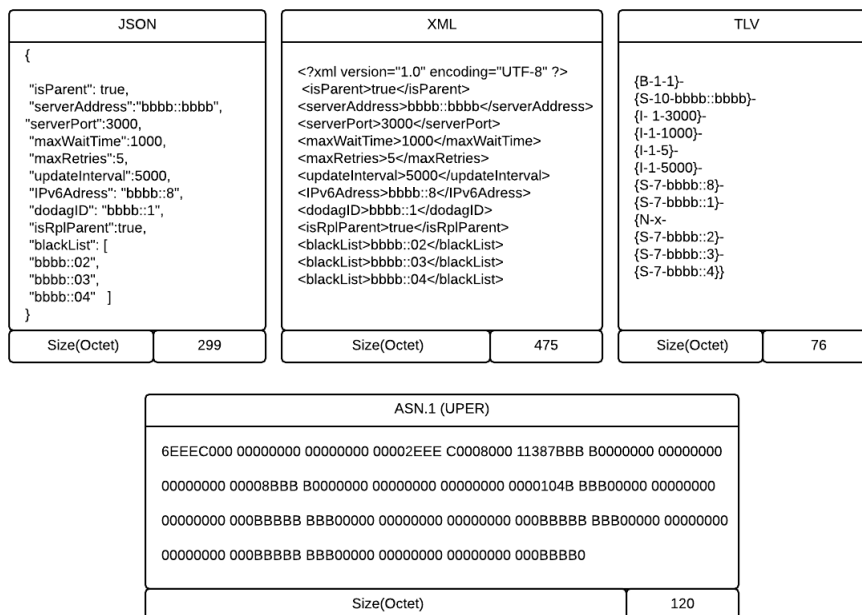 JSON
{
"isParent": true,
"serverAddress":"bbbb::bbbb",
"serverPort":3000,
"maxWaitTime":1000,
"maxRetries":5,
"updateInterval":5000,
"IPv6Adress": "bbbb::8",
"dodagID": "bbbb::1",
"isRplParent":true,
"blackList": [
"bbbb::02",
"bbbb::03",
"bbbb::04" ]
}
Size(Octet) 299
XML
<?xml version="1.0" encoding="UTF-8" ?>
<isParent>true</isParent>
<serverAddress>bbbb::bbbb</serverAddress>
<serverPort>3000</serverPort>
<maxWaitTime>1000</maxWaitTime>
<maxRetries>5</maxRetries>
<updateInterval>5000</updateInterval>
<IPv6Adress>bbbb::8</IPv6Adress>
<dodagID>bbbb::1</dodagID>
<isRplParent>true</isRplParent>
<blackList>bbbb::02</blackList>
<blackList>bbbb::03</blackList>
<blackList>bbbb::04</blackList>
Size(Octet) 475
TLV
{B-1-1}-
{S-10-bbbb::bbbb}-
{I- 1-3000}-
{I-1-1000}-
{I-1-5}-
{I-1-5000}-
{S-7-bbbb::8}-
{S-7-bbbb::1}-
{N-x-
{S-7-bbbb::2}-
{S-7-bbbb::3}-
{S-7-bbbb::4}}
Size(Octet) 76
ASN.1 (UPER)
6EEEC000 00000000 00000000 00002EEE C0008000 11387BBB B0000000 00000000
00000000 00008BBB B0000000 00000000 00000000 0000104B BBB00000 00000000
00000000 000BBBBB BBB00000 00000000 00000000 000BBBBB BBB00000 00000000
00000000 000BBBBB BBB00000 00000000 00000000 000BBBB0
Size(Octet) 120